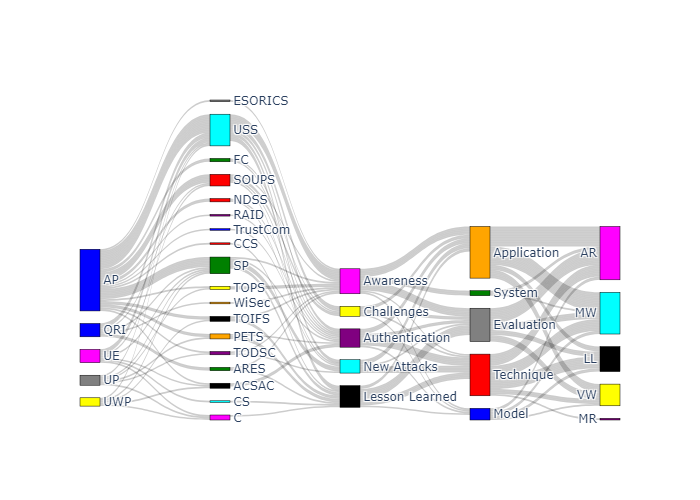 AP
QRI
UE
UP
UWP
ESORICS
USS
FC
SOUPS
NDSS
RAID
TrustCom
CCS
SP
TOPS
WiSec
TOIFS
PETS
TODSC
ARES
ACSAC
CS
C
Awareness
Challenges
Authentication
New Attacks
Lesson Learned
Application
System
Evaluation
Technique
Model
AR
MW
LL
VW
MR